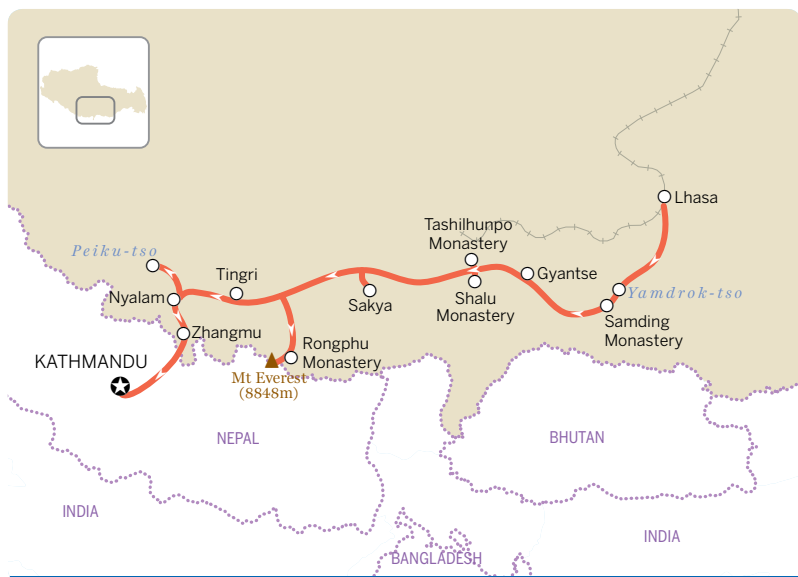 Lhasa
Tashilhunpo
Monastery
Peiku-tso
Tingri
Gyantse
Yamdrok-tso
Nyalam
Sakya
Shalu
Monastery
Samding
Monastery
Zhangmu
Rongphu
Monastery
KATHMANDU
Mt Everest
(8848m)
NEPAL
BHUTAN
INDIA
INDIA
BANGLADESH